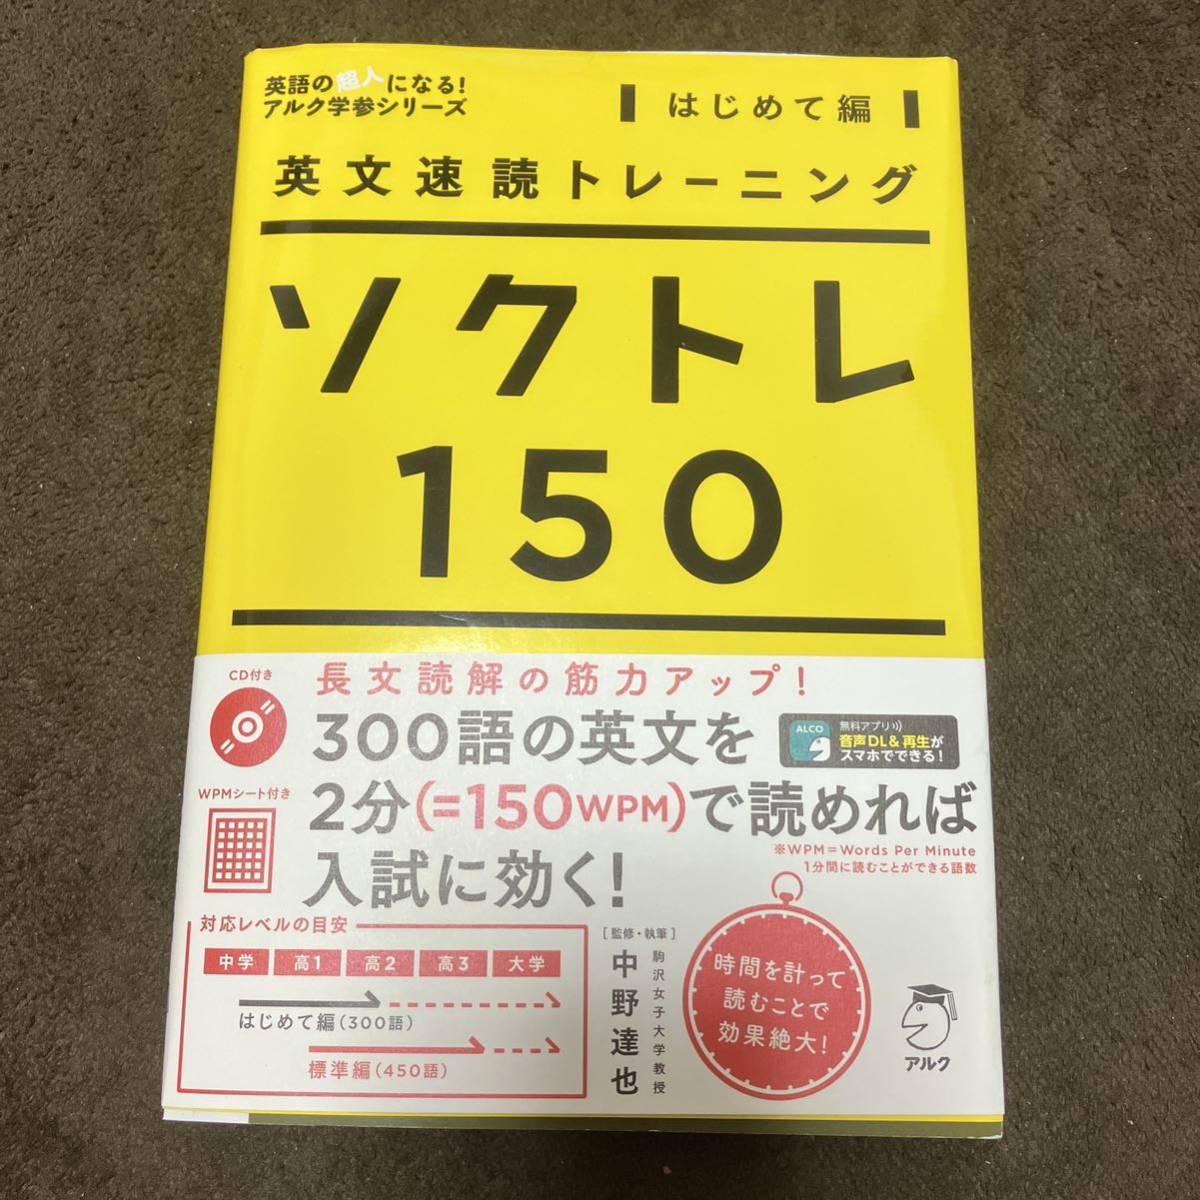 英語の超人になる！
アルク学参シリーズ
はじめて編
英文速読トレーニング
ソクトレ
150
CD付き
WPMシート付き
長文読解の筋力アップ！
300語の英文を
2分(=150WPM)で読めれば
入試に効く！
ALCO
無料アプリ
音声DL&再生が
スマホでできる！
※WPM=Words Per Minute
1分間に読むことができる語数
対応レベルの目安
中学 高1 高2 高3 大学
はじめて編(300語)
標準編(450語)
[監修・執筆]
駒沢女子大学教授
中野達也
時間を計って
読むことで
効果絶大！
アルク